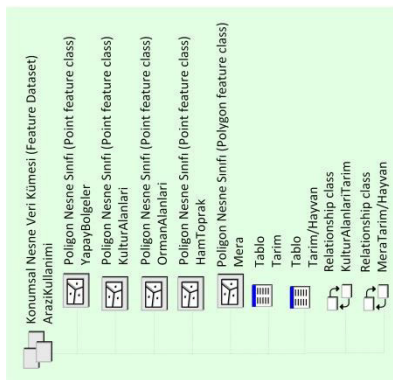 Konumsal Nesne Veri Kümesi (Feature Dataset)
AraziKullanimi
Poligon Nesne Sınıfı (Point feature class)
YapayBolgeler
Poligon Nesne Sınıfı (Point feature class)
KulturAlanlari
Poligon Nesne Sınıfı (Point feature class)
OrmanAlanlari
Poligon Nesne Sınıfı (Point feature class)
HamToprak
Poligon Nesne Sınıfı (Polygon feature class)
Mera
Tablo
Tarim
Tablo
Tarim/Hayvan
Relationship class
KulturAlanlariTarim
Relationship class
MeraTarim/Hayvan